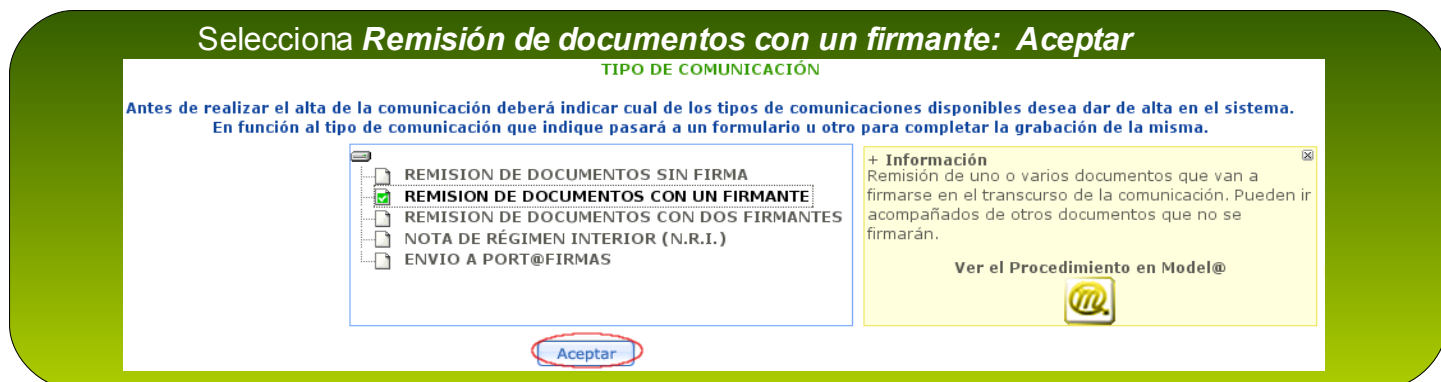 Selecciona Remisión de documentos con un firmante: Aceptar
TIPO DE COMUNICACIÓN
Antes de realizar el alta de la comunicación deberá indicar cual de los tipos de comunicaciones disponibles desea dar de alta en el sistema.
En función al tipo de comunicación que indique pasará a un formulario u otro para completar la grabación de la misma.
REMISION DE DOCUMENTOS SIN FIRMA
REMISION DE DOCUMENTOS CON UN FIRMANTE
REMISION DE DOCUMENTOS CON DOS FIRMANTES
NOTA DE RÉGIMEN INTERIOR (N.R.I.)
ENVIO A PORT@FIRMAS
+ Información
Remisión de uno o varios documentos que van a
firmarse en el transcurso de la comunicación. Pueden ir
acompañados de otros documentos que no se
firmarán.
Ver el Procedimiento en Model@
m
Aceptar